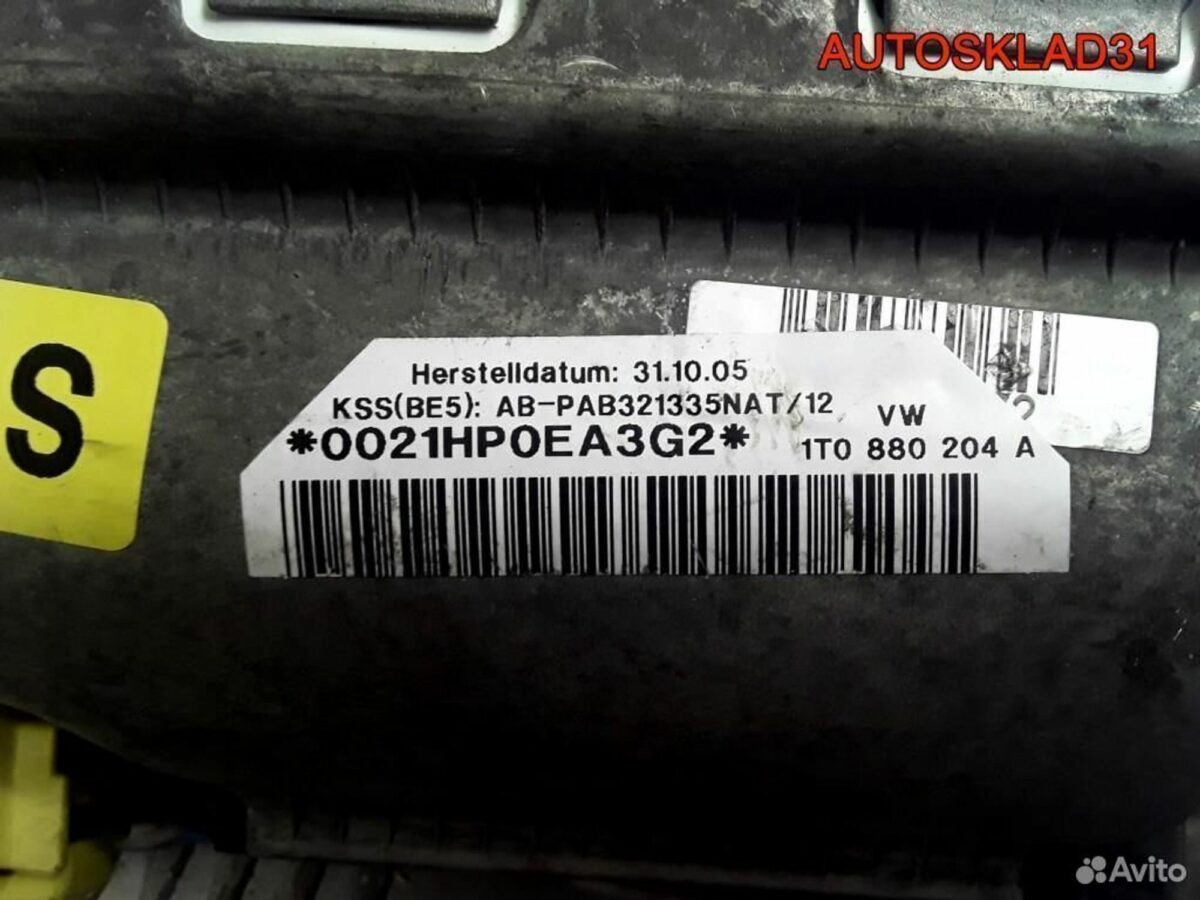 AUTOSKLAD31
S
Herstelldatum: 31.10.05
KSS(BE5): AB-PAB321335NAT/12
VW
*0021HP0EA3G2*
1T0 880 204 A
Avito